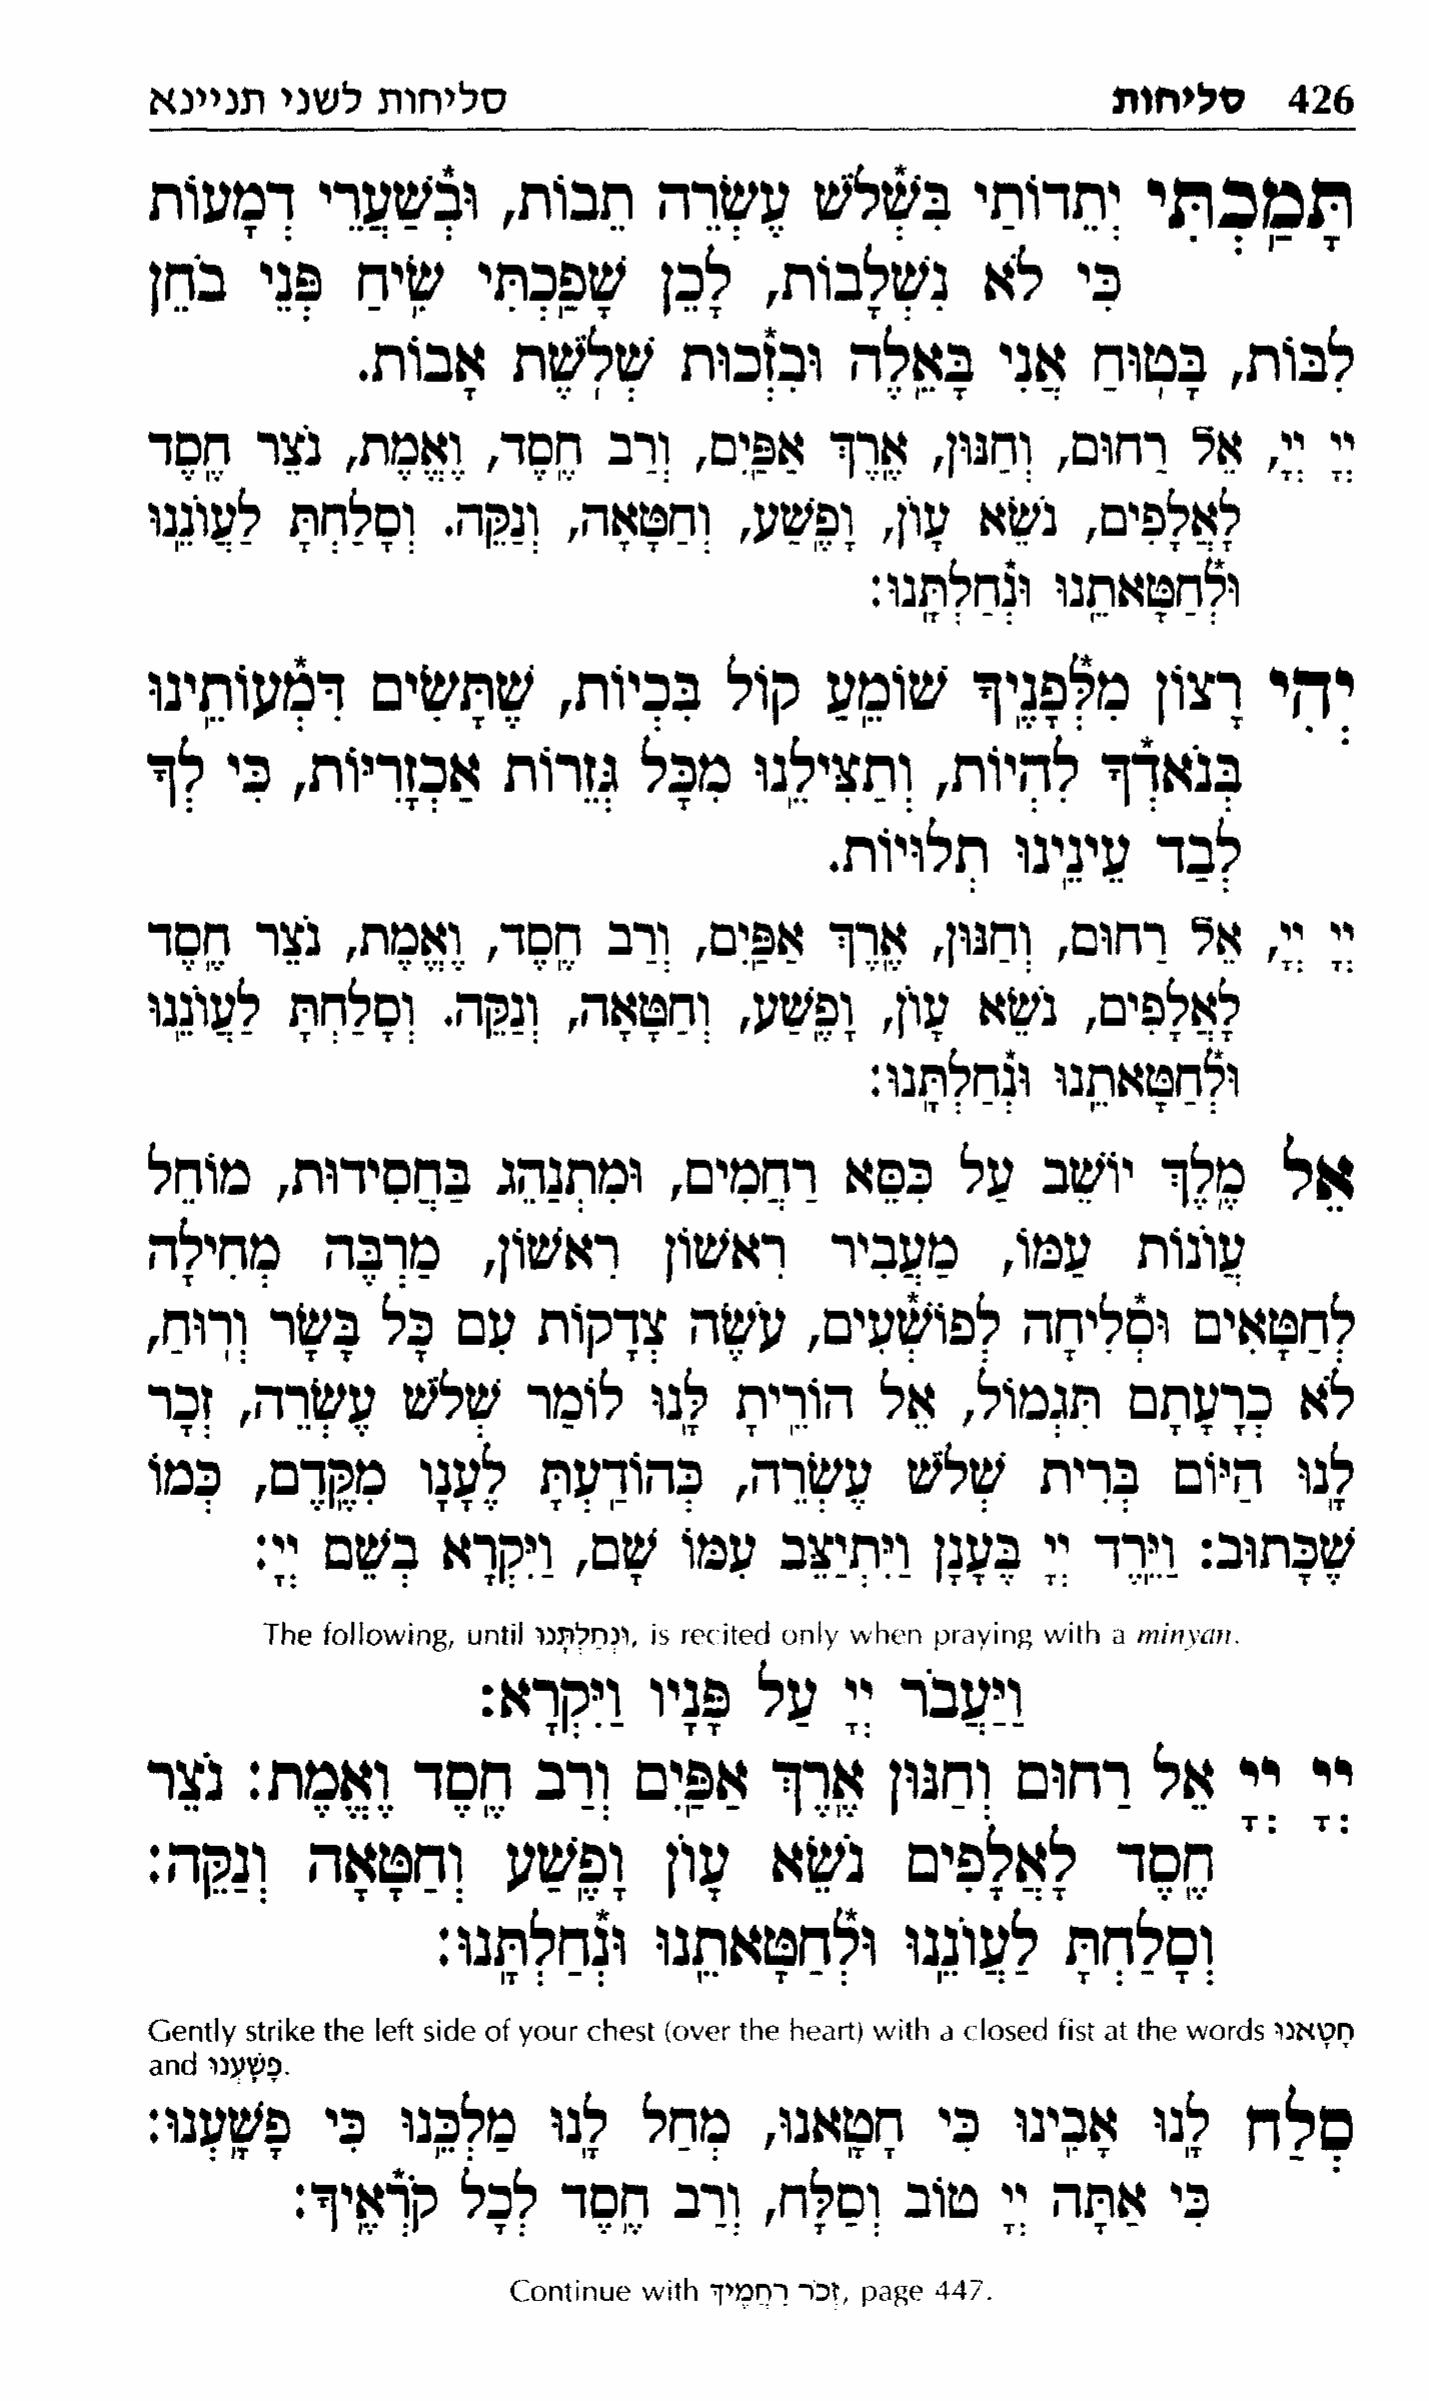 426 סליחות סליחות לשני תניינא
תָּמַֽכְתִּי יְתֵדוֹתַי בִּשְׁלֹשׁ עֶשְׂרֵה תֵבוֹת, וּבְשַׁעֲרֵי דְמָעוֹת
כִּי לֹא נִשְׁלָבוֹת, לָכֵן שָׁפַֽכְתִּי שִֽׂיחַ פְּנֵי בֹחֵן
לִבּוֹת, בָּטֽוּחַ אֲנִי בָּאֵֽלֶּה וּבִזְכוּת שְׁלֹֽשֶׁת אָבוֹת.
יְיָ יְיָ, אֵל רַחוּם, וְחַנּוּן, אֶֽרֶךְ אַפַּֽיִם, וְרַב חֶֽסֶד, וֶאֱמֶת, נֹצֵר חֶֽסֶד
לָאֲלָפִים, נֹשֵׂא עָוֹן, וָפֶֽשַׁע, וְחַטָּאָה, וְנַקֵּה. וְסָלַחְתָּ לַעֲוֹנֵֽנוּ
וּלְחַטָּאתֵֽנוּ וּנְחַלְתָּֽנוּ:
יְהִי רָצוֹן מִלְּפָנֶֽיךָ שׁוֹמֵֽעַ קוֹל בִּכְיוֹת, שֶׁתָּשִׂים דִּמְעוֹתֵֽינוּ
בְּנֹאדְךָ לִהְיוֹת, וְתַצִּילֵֽנוּ מִכָּל גְּזֵרוֹת אַכְזָרִיּוֹת, כִּי לְךָ
לְבַד עֵינֵֽינוּ תְלוּיוֹת.
יְיָ יְיָ, אֵל רַחוּם, וְחַנּוּן, אֶֽרֶךְ אַפַּֽיִם, וְרַב חֶֽסֶד, וֶאֱמֶת, נֹצֵר חֶֽסֶד
לָאֲלָפִים, נֹשֵׂא עָוֹן, וָפֶֽשַׁע, וְחַטָּאָה, וְנַקֵּה. וְסָלַחְתָּ לַעֲוֹנֵֽנוּ
וּלְחַטָּאתֵֽנוּ וּנְחַלְתָּֽנוּ:
אֵל מֶֽלֶךְ יוֹשֵׁב עַל כִּסֵּא רַחֲמִים, וּמִתְנַהֵג בַּחֲסִידוּת, מוֹחֵל
עֲוֹנוֹת עַמּוֹ, מַעֲבִיר רִאשׁוֹן רִאשׁוֹן, מַרְבֶּה מְחִילָה
לְחַטָּאִים וּסְלִיחָה לְפוֹשְׁעִים, עֹשֶׂה צְדָקוֹת עִם כָּל בָּשָׂר וְרֽוּחַ,
לֹא כְרָעָתָם תִּגְמוֹל, אֵל הוֹרֵֽיתָ לָּֽנוּ לוֹמַר שְׁלֹשׁ עֶשְׂרֵה, זְכָר
לָֽנוּ הַיּוֹם בְּרִית שְׁלֹשׁ עֶשְׂרֵה, כְּהוֹדַֽעְתָּ לֶעָנָו מִקֶּֽדֶם, כְּמוֹ
שֶׁכָּתוּב: וַיֵּֽרֶד יְיָ בֶּעָנָן וַיִּתְיַצֵּב עִמּוֹ שָׁם, וַיִּקְרָא בְשֵׁם יְיָ:
The following, until וּנְחַלְתָּנוּ, is recited only when praying with a minyan.
וַיַּעֲבֹר יְיָ עַל פָּנָיו וַיִּקְרָא:
יְיָ יְיָ אֵל רַחוּם וְחַנּוּן אֶֽרֶךְ אַפַּֽיִם וְרַב חֶֽסֶד וֶאֱמֶת: נֹצֵר
חֶֽסֶד לָאֲלָפִים נֹשֵׂא עָוֹן וָפֶֽשַׁע וְחַטָּאָה וְנַקֵּה:
וְסָלַחְתָּ לַעֲוֹנֵֽנוּ וּלְחַטָּאתֵֽנוּ וּנְחַלְתָּֽנוּ:
Gently strike the left side of your chest (over the heart) with a closed fist at the words חָטָאנוּ
and פָשָׁעְנוּ.
סְלַח לָֽנוּ אָבִֽינוּ כִּי חָטָֽאנוּ, מְחַל לָֽנוּ מַלְכֵּֽנוּ כִּי פָשָֽׁעְנוּ:
כִּי אַתָּה יְיָ טוֹב וְסַלָּח, וְרַב חֶֽסֶד לְכָל קֹרְאֶֽיךָ:
Continue with זְכֹר רַחֲמֶיךָ, page 447.